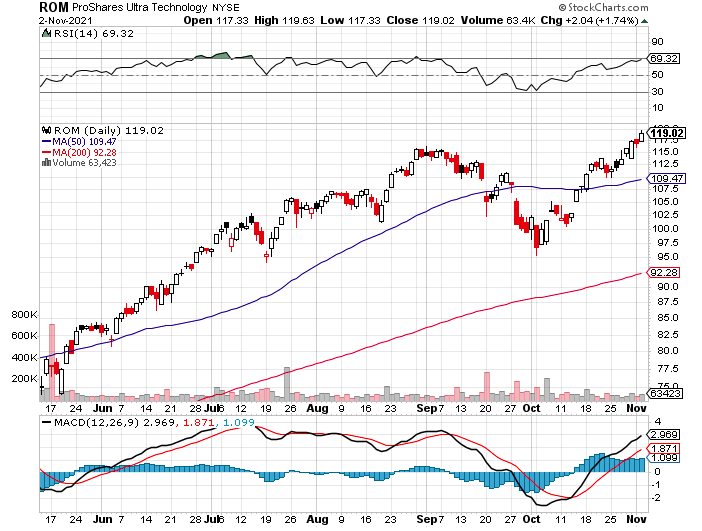 ROM ProShares Ultra Technology NYSE © StockCharts.com
2-Nov-2021 Open 117.33 High 119.63 Low 117.33 Close 119.02 Volume 63.4K Chg +2.04 (+1.74%)
RSI(14) 69.32
90
69.32
50
30
10
ROM (Daily) 119.02
MA(50) 109.47
MA(200) 92.28
Volume 63,423
119.02
115.0
112.5
109.47
107.5
105.0
102.5
100.0
97.5
95.0
92.28
90.0
87.5
85.0
82.5
80.0
77.5
75.0
63423
800K
600K
400K
200K
17 24 Jun 7 14 21 28 Jul 6 12 19 26 Aug 9 16 23 Sep 7 13 20 27 Oct 11 18 25 Nov
MACD(12,26,9) 2.969, 1.871, 1.099
4
2.969
1.871
1.099
0
-1
-2
17 24 Jun 7 14 21 28 Jul 6 12 19 26 Aug 9 16 23 Sep 7 13 20 27 Oct 11 18 25 Nov